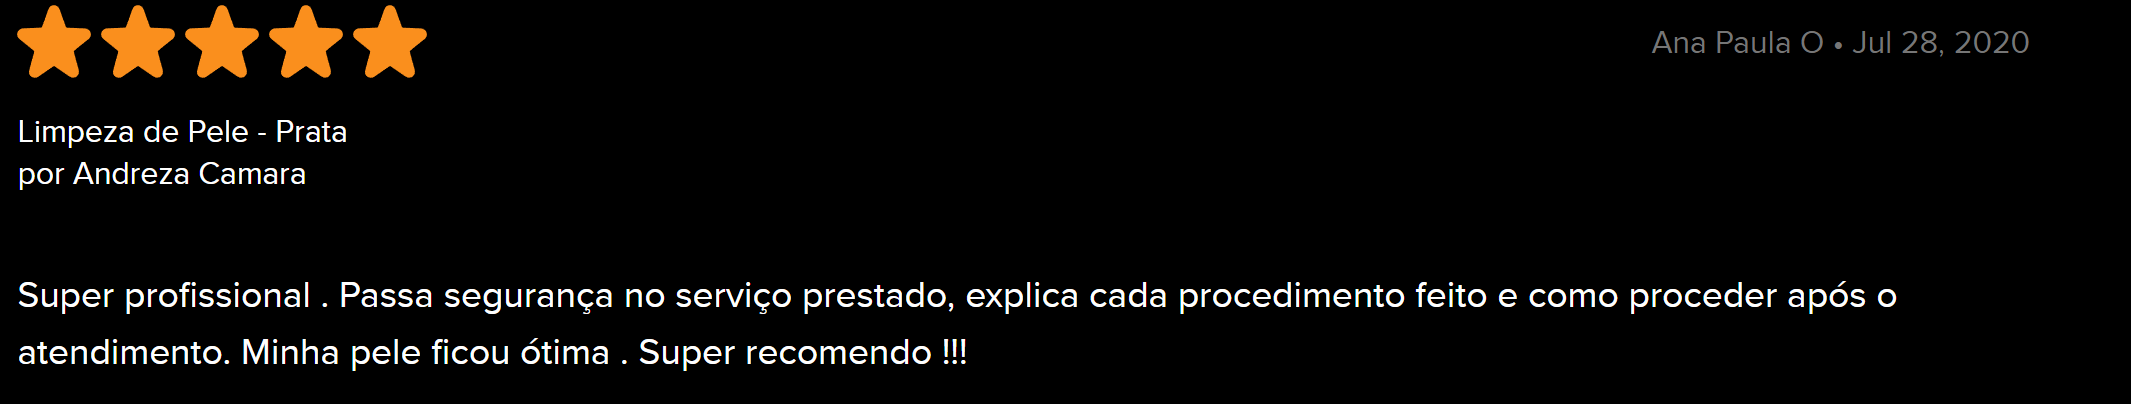 Ana Paula O • Jul 28, 2020
Limpeza de Pele - Prata
por Andreza Camara
Super profissional . Passa segurança no serviço prestado, explica cada procedimento feito e como proceder após o
atendimento. Minha pele ficou ótima . Super recomendo !!!